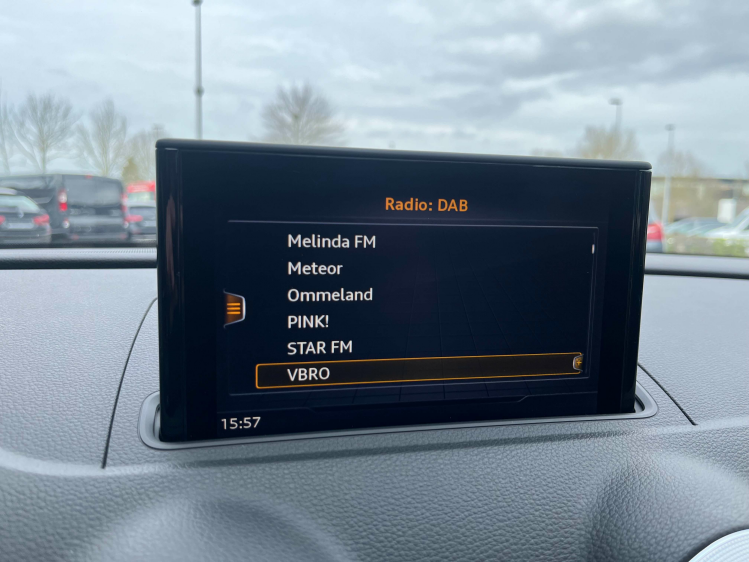 Radio: DAB
Melinda FM
Meteor
Ommeland
PINK!
STAR FM
VBRO
15:57